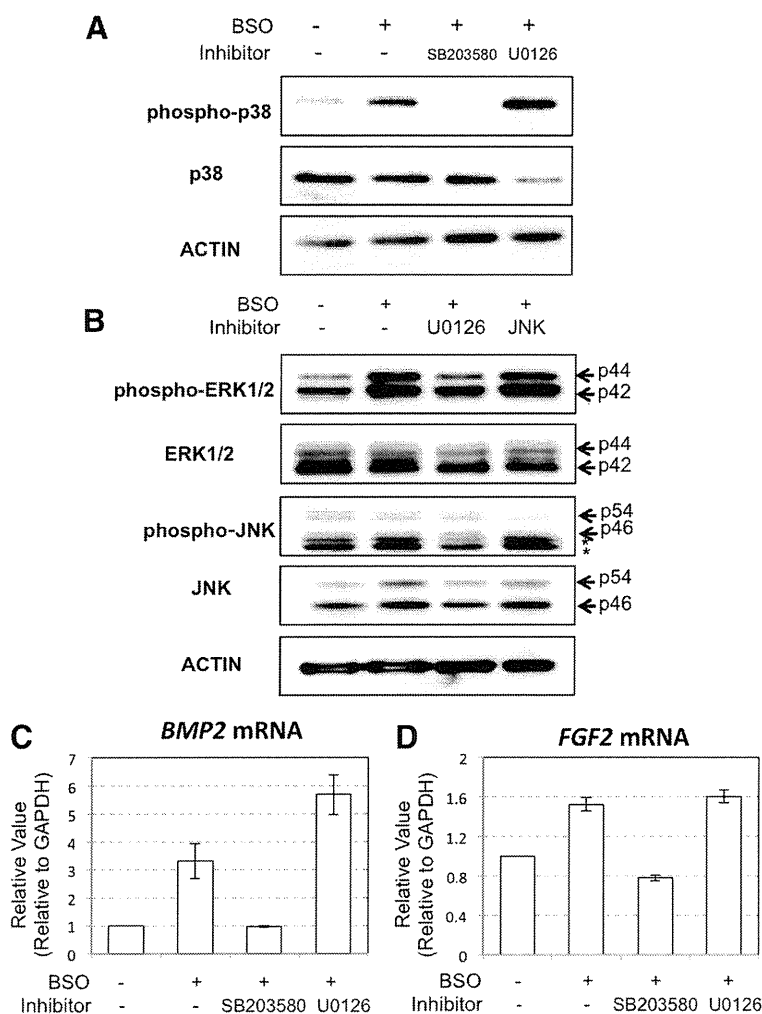 A
BSO - + + +
Inhibitor - - SB203580 U0126
phospho-p38
p38
ACTIN
B
BSO - + + +
Inhibitor - - U0126 JNK
phospho-ERK1/2
p44
p42
ERK1/2
p44
p42
phospho-JNK
p54
p46
*
*
JNK
p54
p46
ACTIN
C
BMP2 mRNA
Relative Value
(Relative to GAPDH)
7
6
5
4
3
2
1
0
BSO - + + +
Inhibitor - - SB203580 U0126
D
FGF2 mRNA
Relative Value
(Relative to GAPDH)
2
1.6
1.2
0.8
0.4
0
BSO - + + +
Inhibitor - - SB203580 U0126